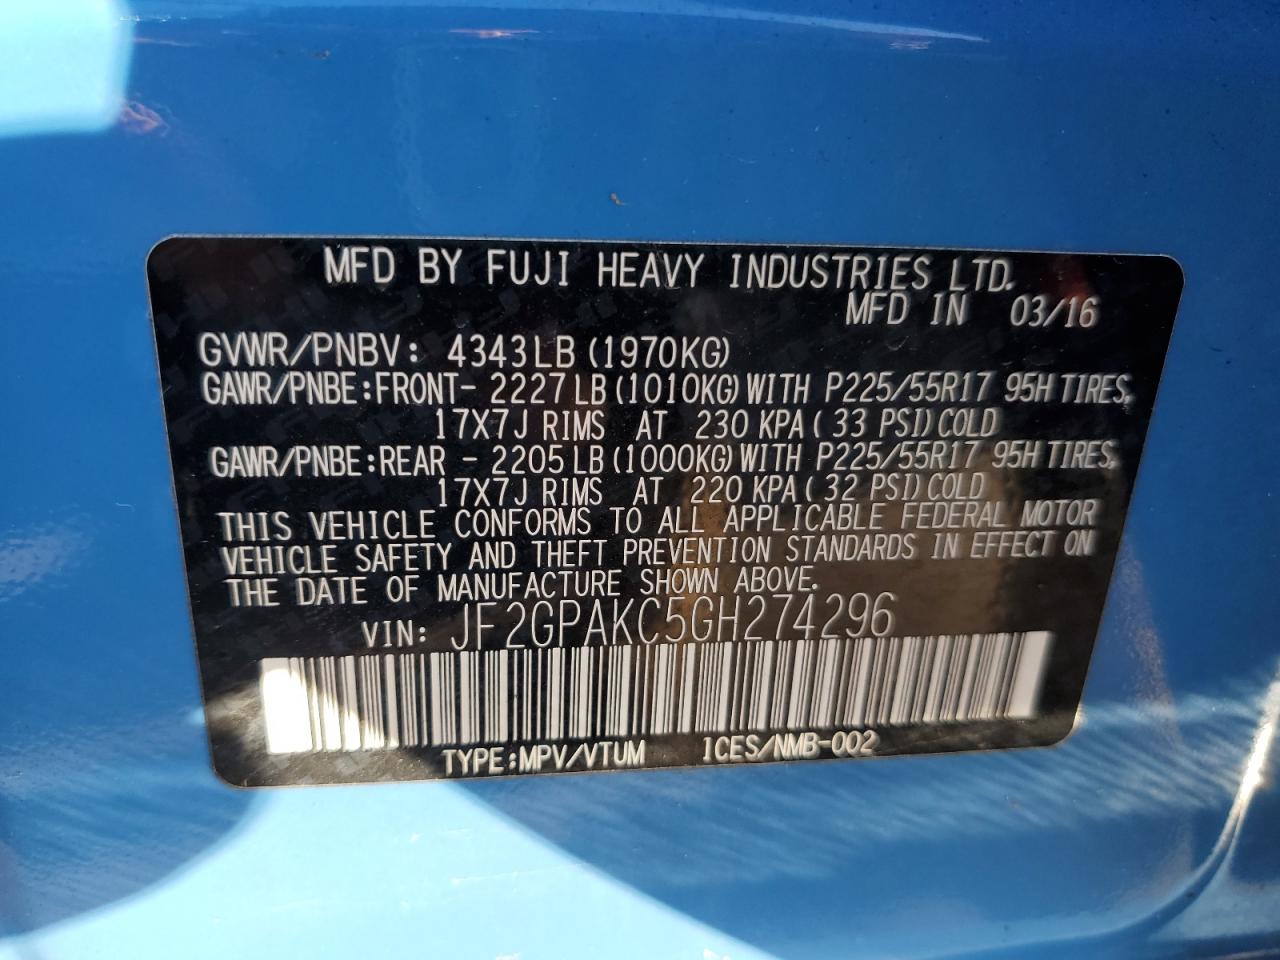 MFD BY FUJI HEAVY INDUSTRIES LTD.
MFD IN 03/16
GVWR/PNBV: 4343LB (1970KG)
GAWR/PNBE:FRONT- 2227LB (1010KG) WITH P225/55R17 95H TIRES,
17X7J RIMS AT 230 KPA (33 PSI) COLD
GAWR/PNBE:REAR - 2205LB (1000KG) WITH P225/55R17 95H TIRES,
17X7J RIMS AT 220 KPA (32 PSI) COLD
THIS VEHICLE CONFORMS TO ALL APPLICABLE FEDERAL MOTOR
VEHICLE SAFETY AND THEFT PREVENTION STANDARDS IN EFFECT ON
THE DATE OF MANUFACTURE SHOWN ABOVE.
VIN: JF2GPAKC5GH274296
TYPE:MPV/VTUM ICES/NMB-002